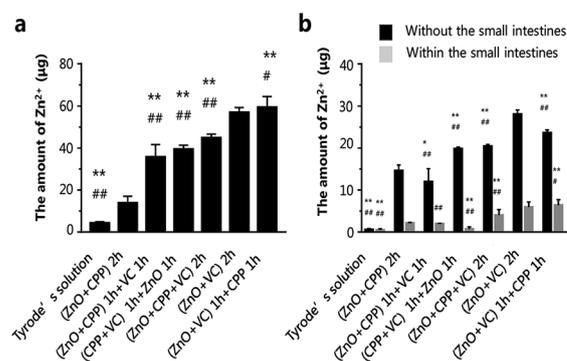 a
The amount of Zn²⁺ (μg)
80
60
40
20
0
**
##
**
##
**
##
**
##
**
#
Tyrode's solution
(ZnO+CPP) 2h
(ZnO+CPP) 1h+VC 1h
(CPP+VC) 1h+ZnO 1h
(ZnO+CPP+VC) 2h
(ZnO+VC) 2h
(ZnO+VC) 1h+CPP 1h
b
Without the small intestines
Within the small intestines
The amount of Zn²⁺ (μg)
40
30
20
10
0
**
##
**
##
*
##
##
**
##
**
##
**
##
**
##
**
##
**
#
Tyrode's solution
(ZnO+CPP) 2h
(ZnO+CPP) 1h+VC 1h
(CPP+VC) 1h+ZnO 1h
(ZnO+CPP+VC) 2h
(ZnO+VC) 2h
(ZnO+VC) 1h+CPP 1h